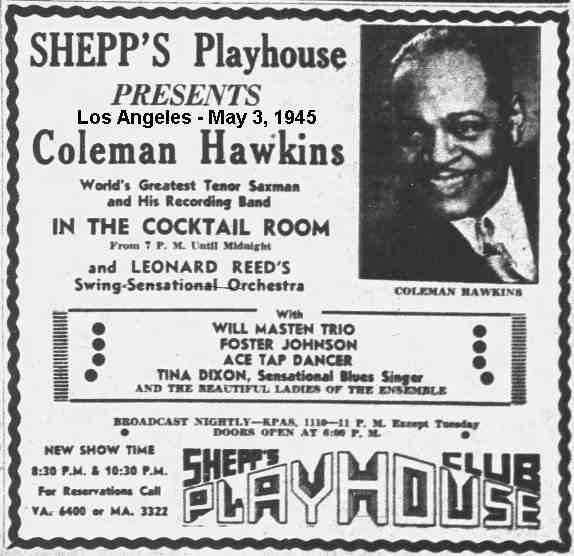 SHEPP'S Playhouse
PRESENTS
Los Angeles - May 3, 1945
Coleman Hawkins
World's Greatest Tenor Saxman
and His Recording Band
IN THE COCKTAIL ROOM
From 7 P. M. Until Midnight
and LEONARD REED'S
Swing-Sensational Orchestra
COLEMAN HAWKINS
With
WILL MASTEN TRIO
FOSTER JOHNSON
ACE TAP DANCER
TINA DIXON, Sensational Blues Singer
AND THE BEAUTIFUL LADIES OF THE ENSEMBLE
BROADCAST NIGHTLY—KPAS, 1110—11 P. M. Except Tuesday
DOORS OPEN AT 6:00 P. M.
NEW SHOW TIME
8:30 P.M. & 10:30 P.M.
For Reservations Call
VA. 6400 or MA. 3322
SHEPP'S CLUB
PLAYHOUSE